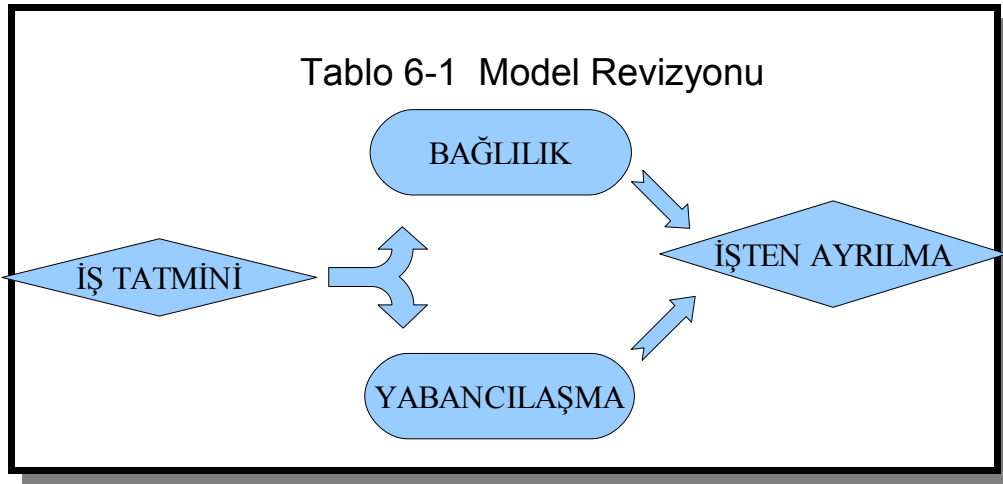 Tablo 6-1 Model Revizyonu
BAĞLILIK
İŞ TATMİNİ
İŞTEN AYRILMA
YABANCILAŞMA